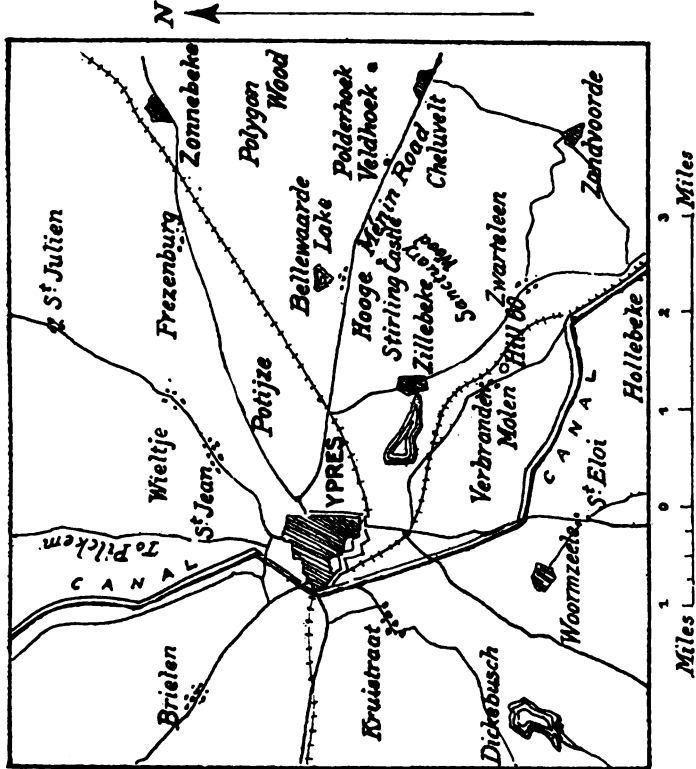 N
St Julien
To Pilckem
CANAL
Brielen
Wieltje
Frezenburg
Zonnebeke
St Jean
Polygon
Wood
Potijze
Bellewaarde
Lake
Polderhoek
Veldhoek
YPRES
Hooge
Menin Road
Kruistraat
Stirling Castle
Cheluvelt
Zillebeke
Sanctuary
Wood
Dickebusch
Verbranden
Molen
Zwarteleen
Hill 60
CANAL
Woormzeele
St Eloi
Zandvoorde
Hollebeke
Miles 1 0 1 2 3 Miles